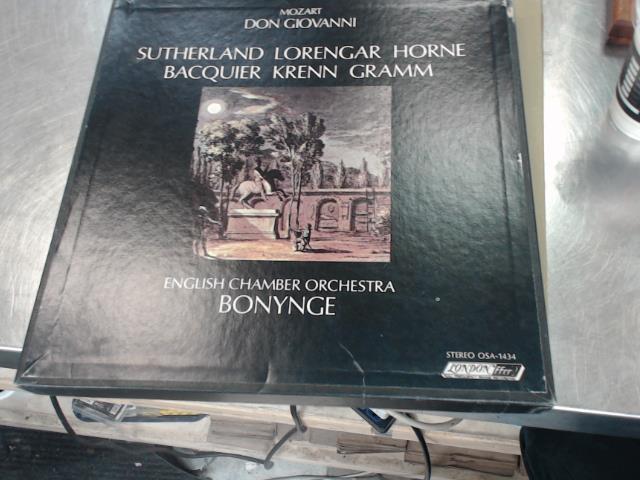 MOZART
DON GIOVANNI
SUTHERLAND LORENGAR HORNE
BACQUIER KRENN GRAMM
ENGLISH CHAMBER ORCHESTRA
BONYNGE
STEREO OSA-1434
LONDON ffrr